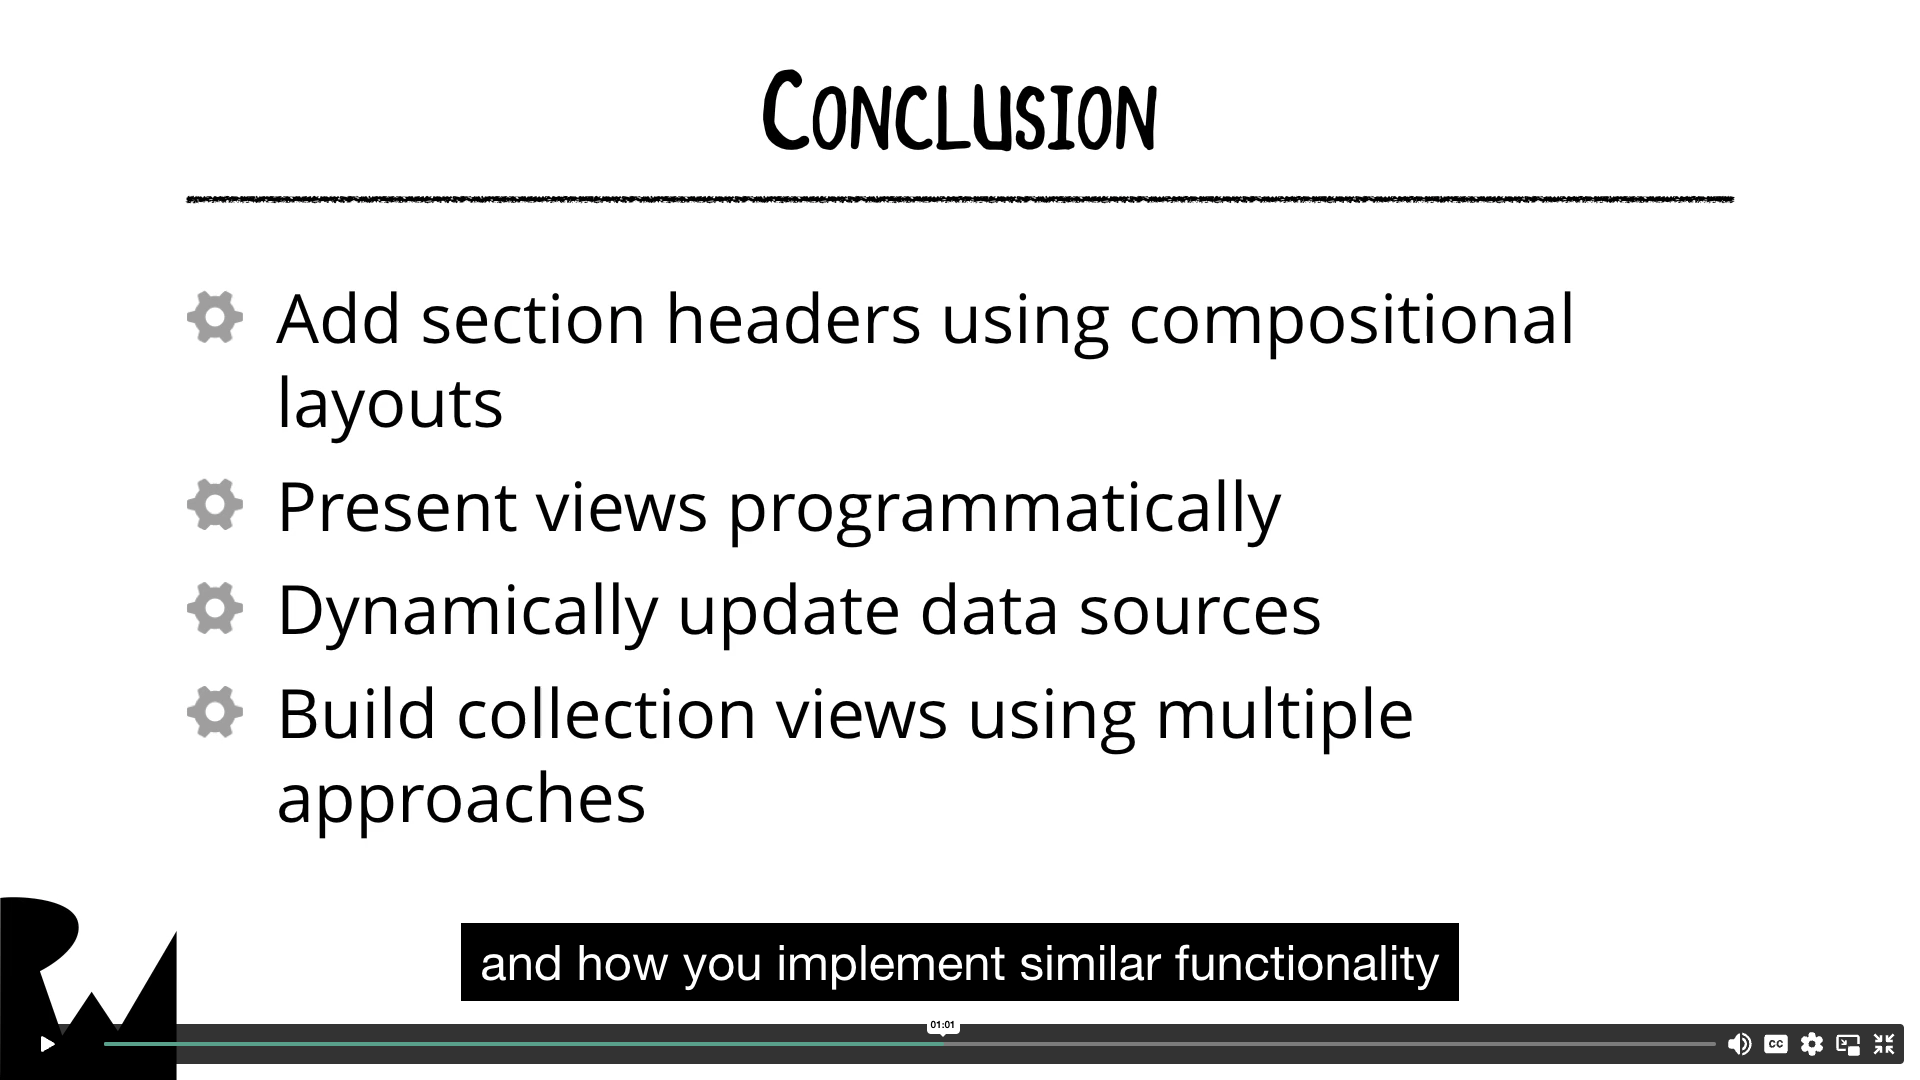 Conclusion
Add section headers using compositional
layouts
Present views programmatically
Dynamically update data sources
Build collection views using multiple
approaches
and how you implement similar functionality
01:01
CC